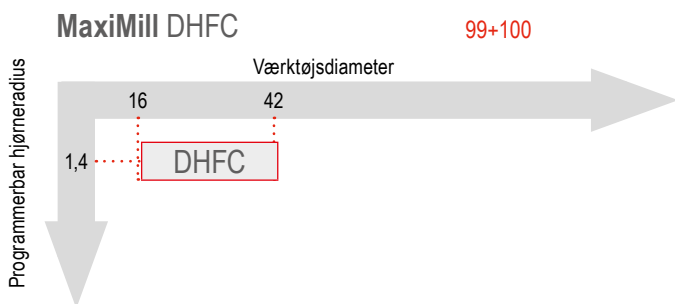 MaxiMill DHFC
99+100
Værktøjsdiameter
Programmerbar hjørneradius
16
42
1,4
DHFC